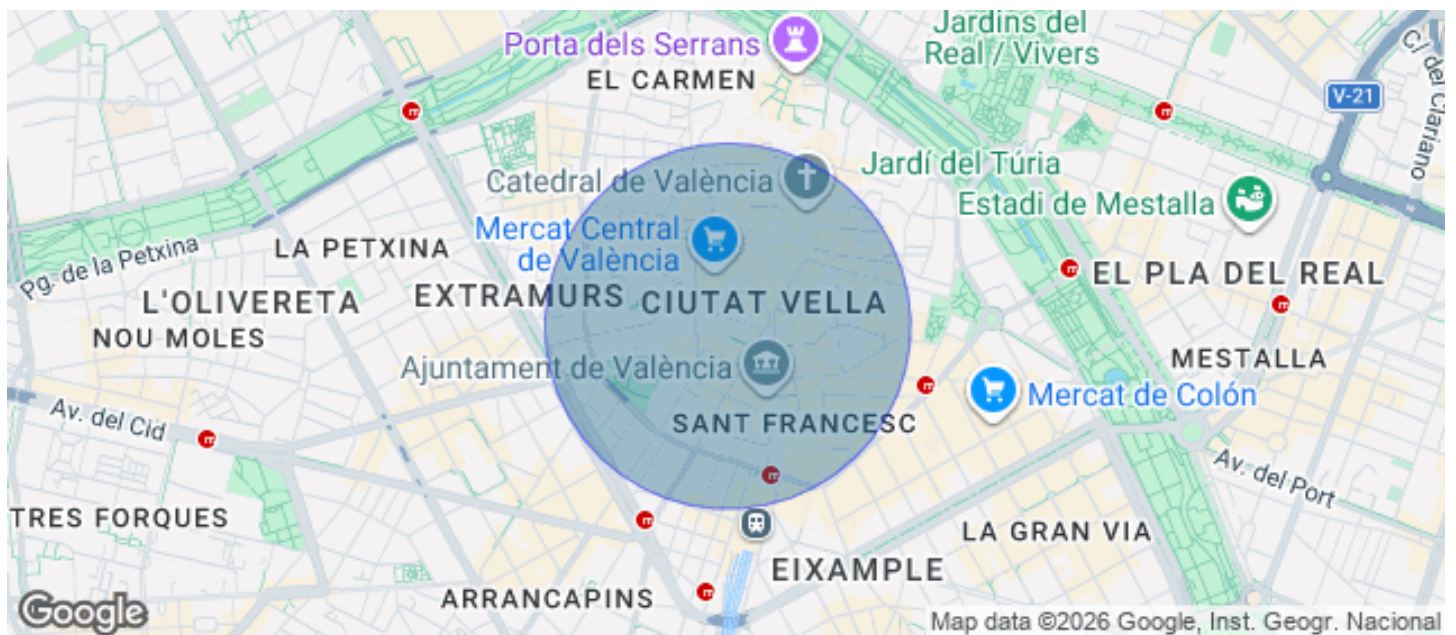 Jardins del
Real / Vivers
Porta dels Serrans
EL CARMEN
V-21
Cl del Clariano
Catedral de València
Jardí del Túria
Estadi de Mestalla
Mercat Central
de València
Pg. de la Petxina
LA PETXINA
L'OLIVERETA
EXTRAMURS
CIUTAT VELLA
EL PLA DEL REAL
NOU MOLES
Ajuntament de València
MESTALLA
Mercat de Colón
Av. del Cid
SANT FRANCESC
Av. del Port
TRES FORQUES
LA GRAN VIA
EIXAMPLE
ARRANCAPINS
Google
Map data ©2026 Google, Inst. Geogr. Nacional